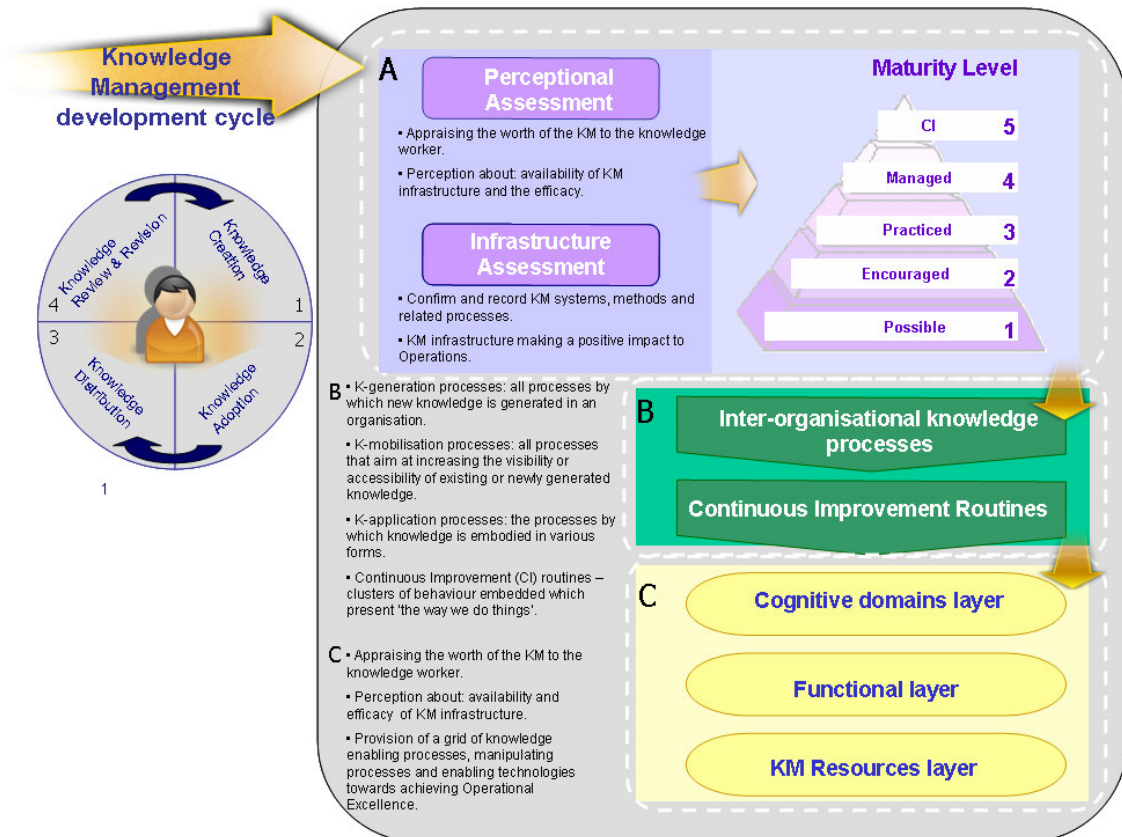 Knowledge
Management
development cycle
Knowledge
Review & Revision
Knowledge
Creation
4
1
3
2
Knowledge
Distribution
Knowledge
Adoption
1
A
Perceptional
Assessment
▪ Appraising the worth of the KM to the knowledge
worker.
▪ Perception about: availability of KM
infrastructure and the efficacy.
Infrastructure
Assessment
▪ Confirm and record KM systems, methods and
related processes.
▪ KM infrastructure making a positive impact to
Operations.
Maturity Level
CI 5
Managed 4
Practiced 3
Encouraged 2
Possible 1
B ▪ K-generation processes: all processes by
which new knowledge is generated in an
organisation.
▪ K-mobilisation processes: all processes
that aim at increasing the visibility or
accessibility of existing or newly generated
knowledge.
▪ K-application processes: the processes by
which knowledge is embodied in various
forms.
▪ Continuous Improvement (CI) routines –
clusters of behaviour embedded which
present 'the way we do things'.
C ▪ Appraising the worth of the KM to the
knowledge worker.
▪ Perception about: availability and
efficacy of KM infrastructure.
▪ Provision of a grid of knowledge
enabling processes, manipulating
processes and enabling technologies
towards achieving Operational
Excellence.
B
Inter-organisational knowledge
processes
Continuous Improvement Routines
C
Cognitive domains layer
Functional layer
KM Resources layer